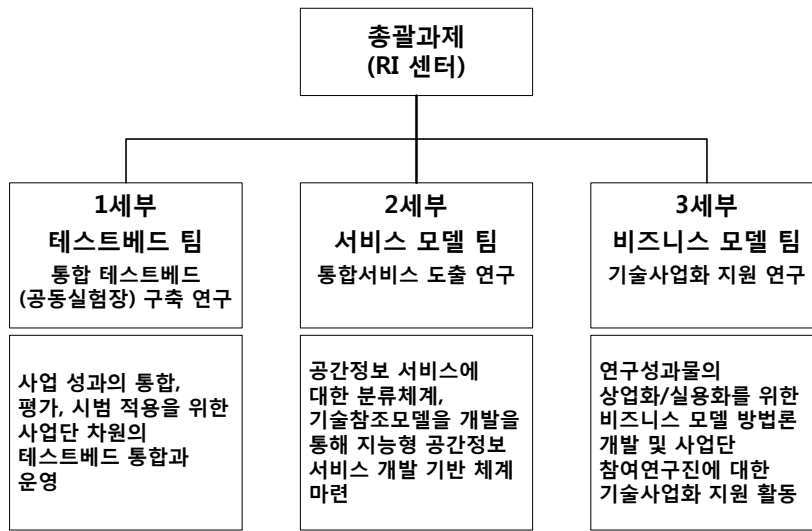 총괄과제
(RI 센터)
1세부
테스트베드 팀
통합 테스트베드
(공동실험장) 구축 연구
사업 성과의 통합,
평가, 시범 적용을 위한
사업단 차원의
테스트베드 통합과
운영
2세부
서비스 모델 팀
통합서비스 도출 연구
공간정보 서비스에
대한 분류체계,
기술참조모델을 개발을
통해 지능형 공간정보
서비스 개발 기반 체계
마련
3세부
비즈니스 모델 팀
기술사업화 지원 연구
연구성과물의
상업화/실용화를 위한
비즈니스 모델 방법론
개발 및 사업단
참여연구진에 대한
기술사업화 지원 활동